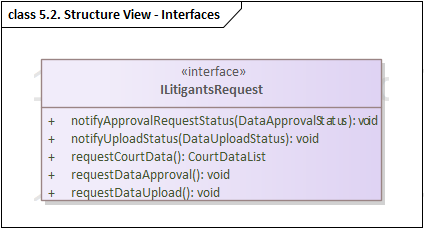 class 5.2. Structure View - Interfaces
«interface»
ILitigantsRequest
+ notifyApprovalRequestStatus(DataApprovalStatus): void
+ notifyUploadStatus(DataUploadStatus): void
+ requestCourtData(): CourtDataList
+ requestDataApproval(): void
+ requestDataUpload(): void